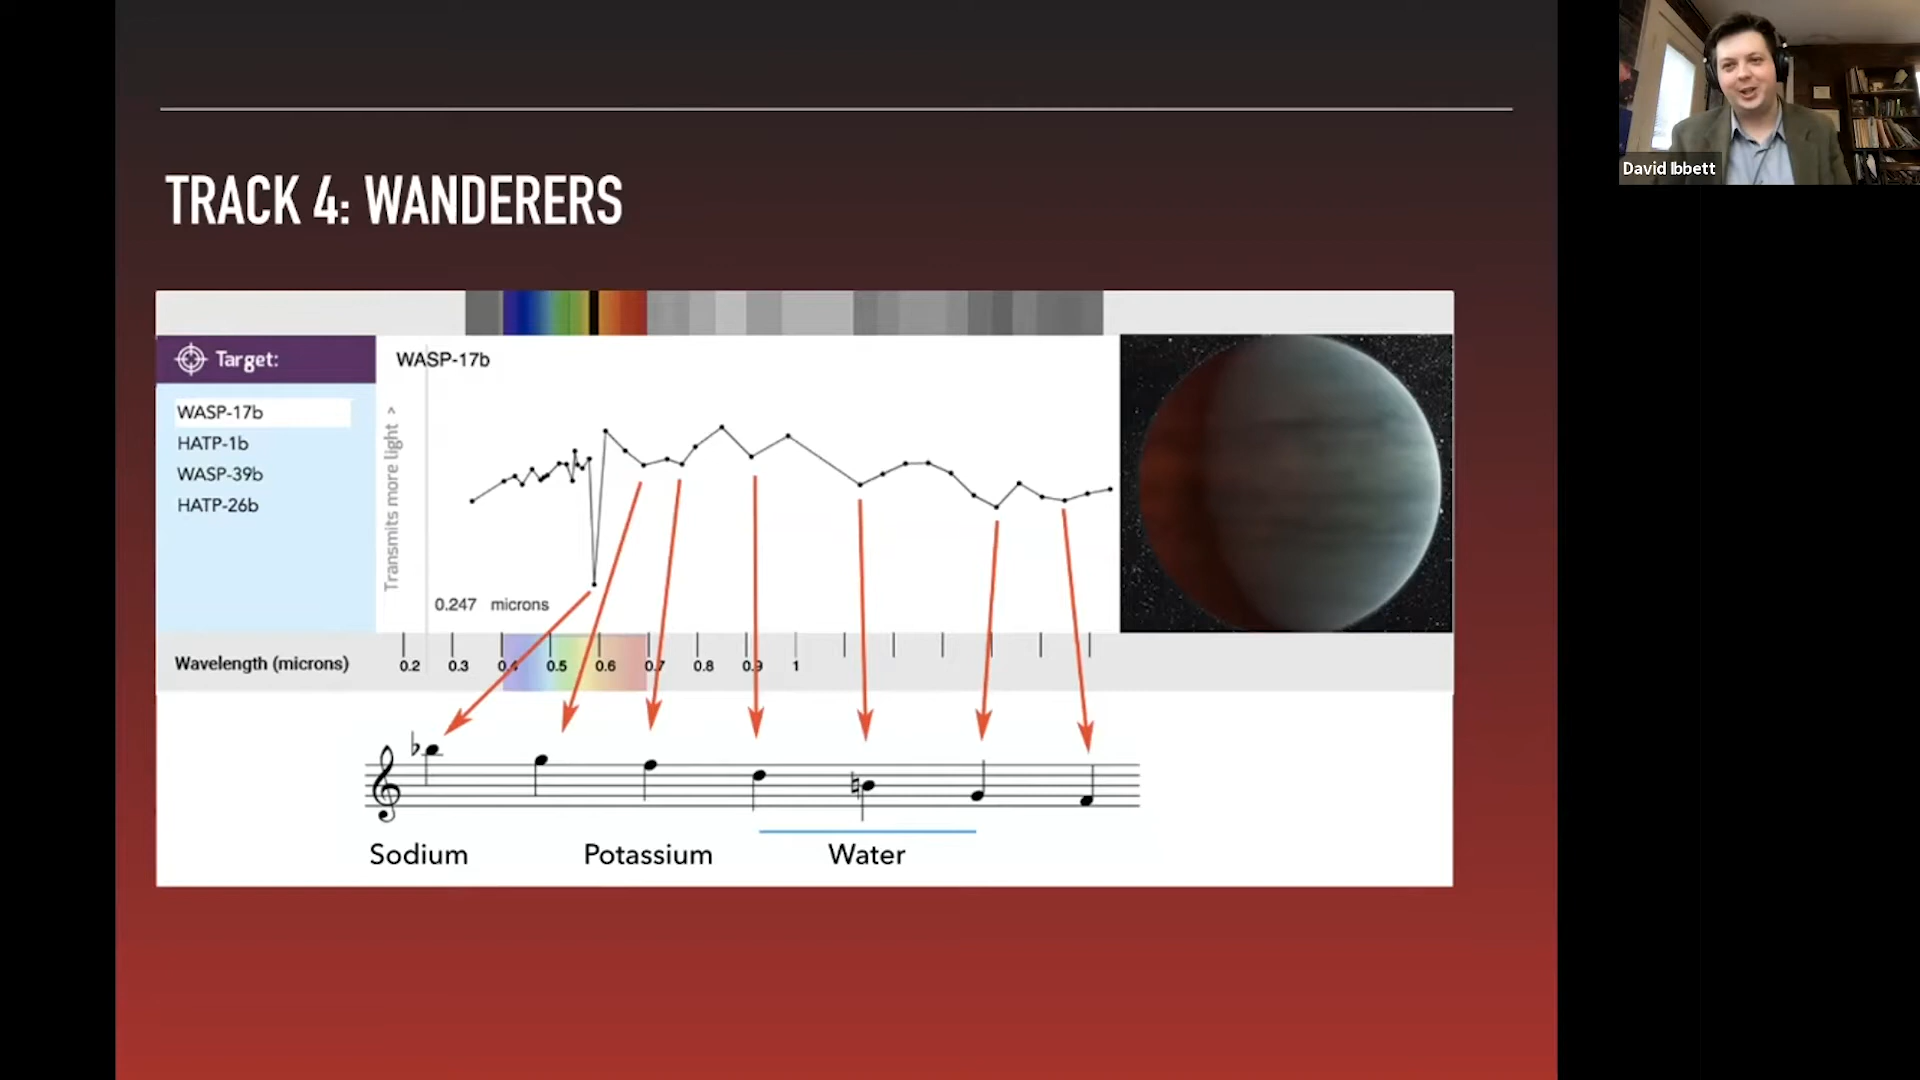 David Ibbett
TRACK 4: WANDERERS
Target:
WASP-17b
HATP-1b
WASP-39b
HATP-26b
WASP-17b
Transmits more light >
0.247 microns
Wavelength (microns)
0.2 0.3 0.4 0.5 0.6 0.7 0.8 0.9 1
Sodium Potassium Water